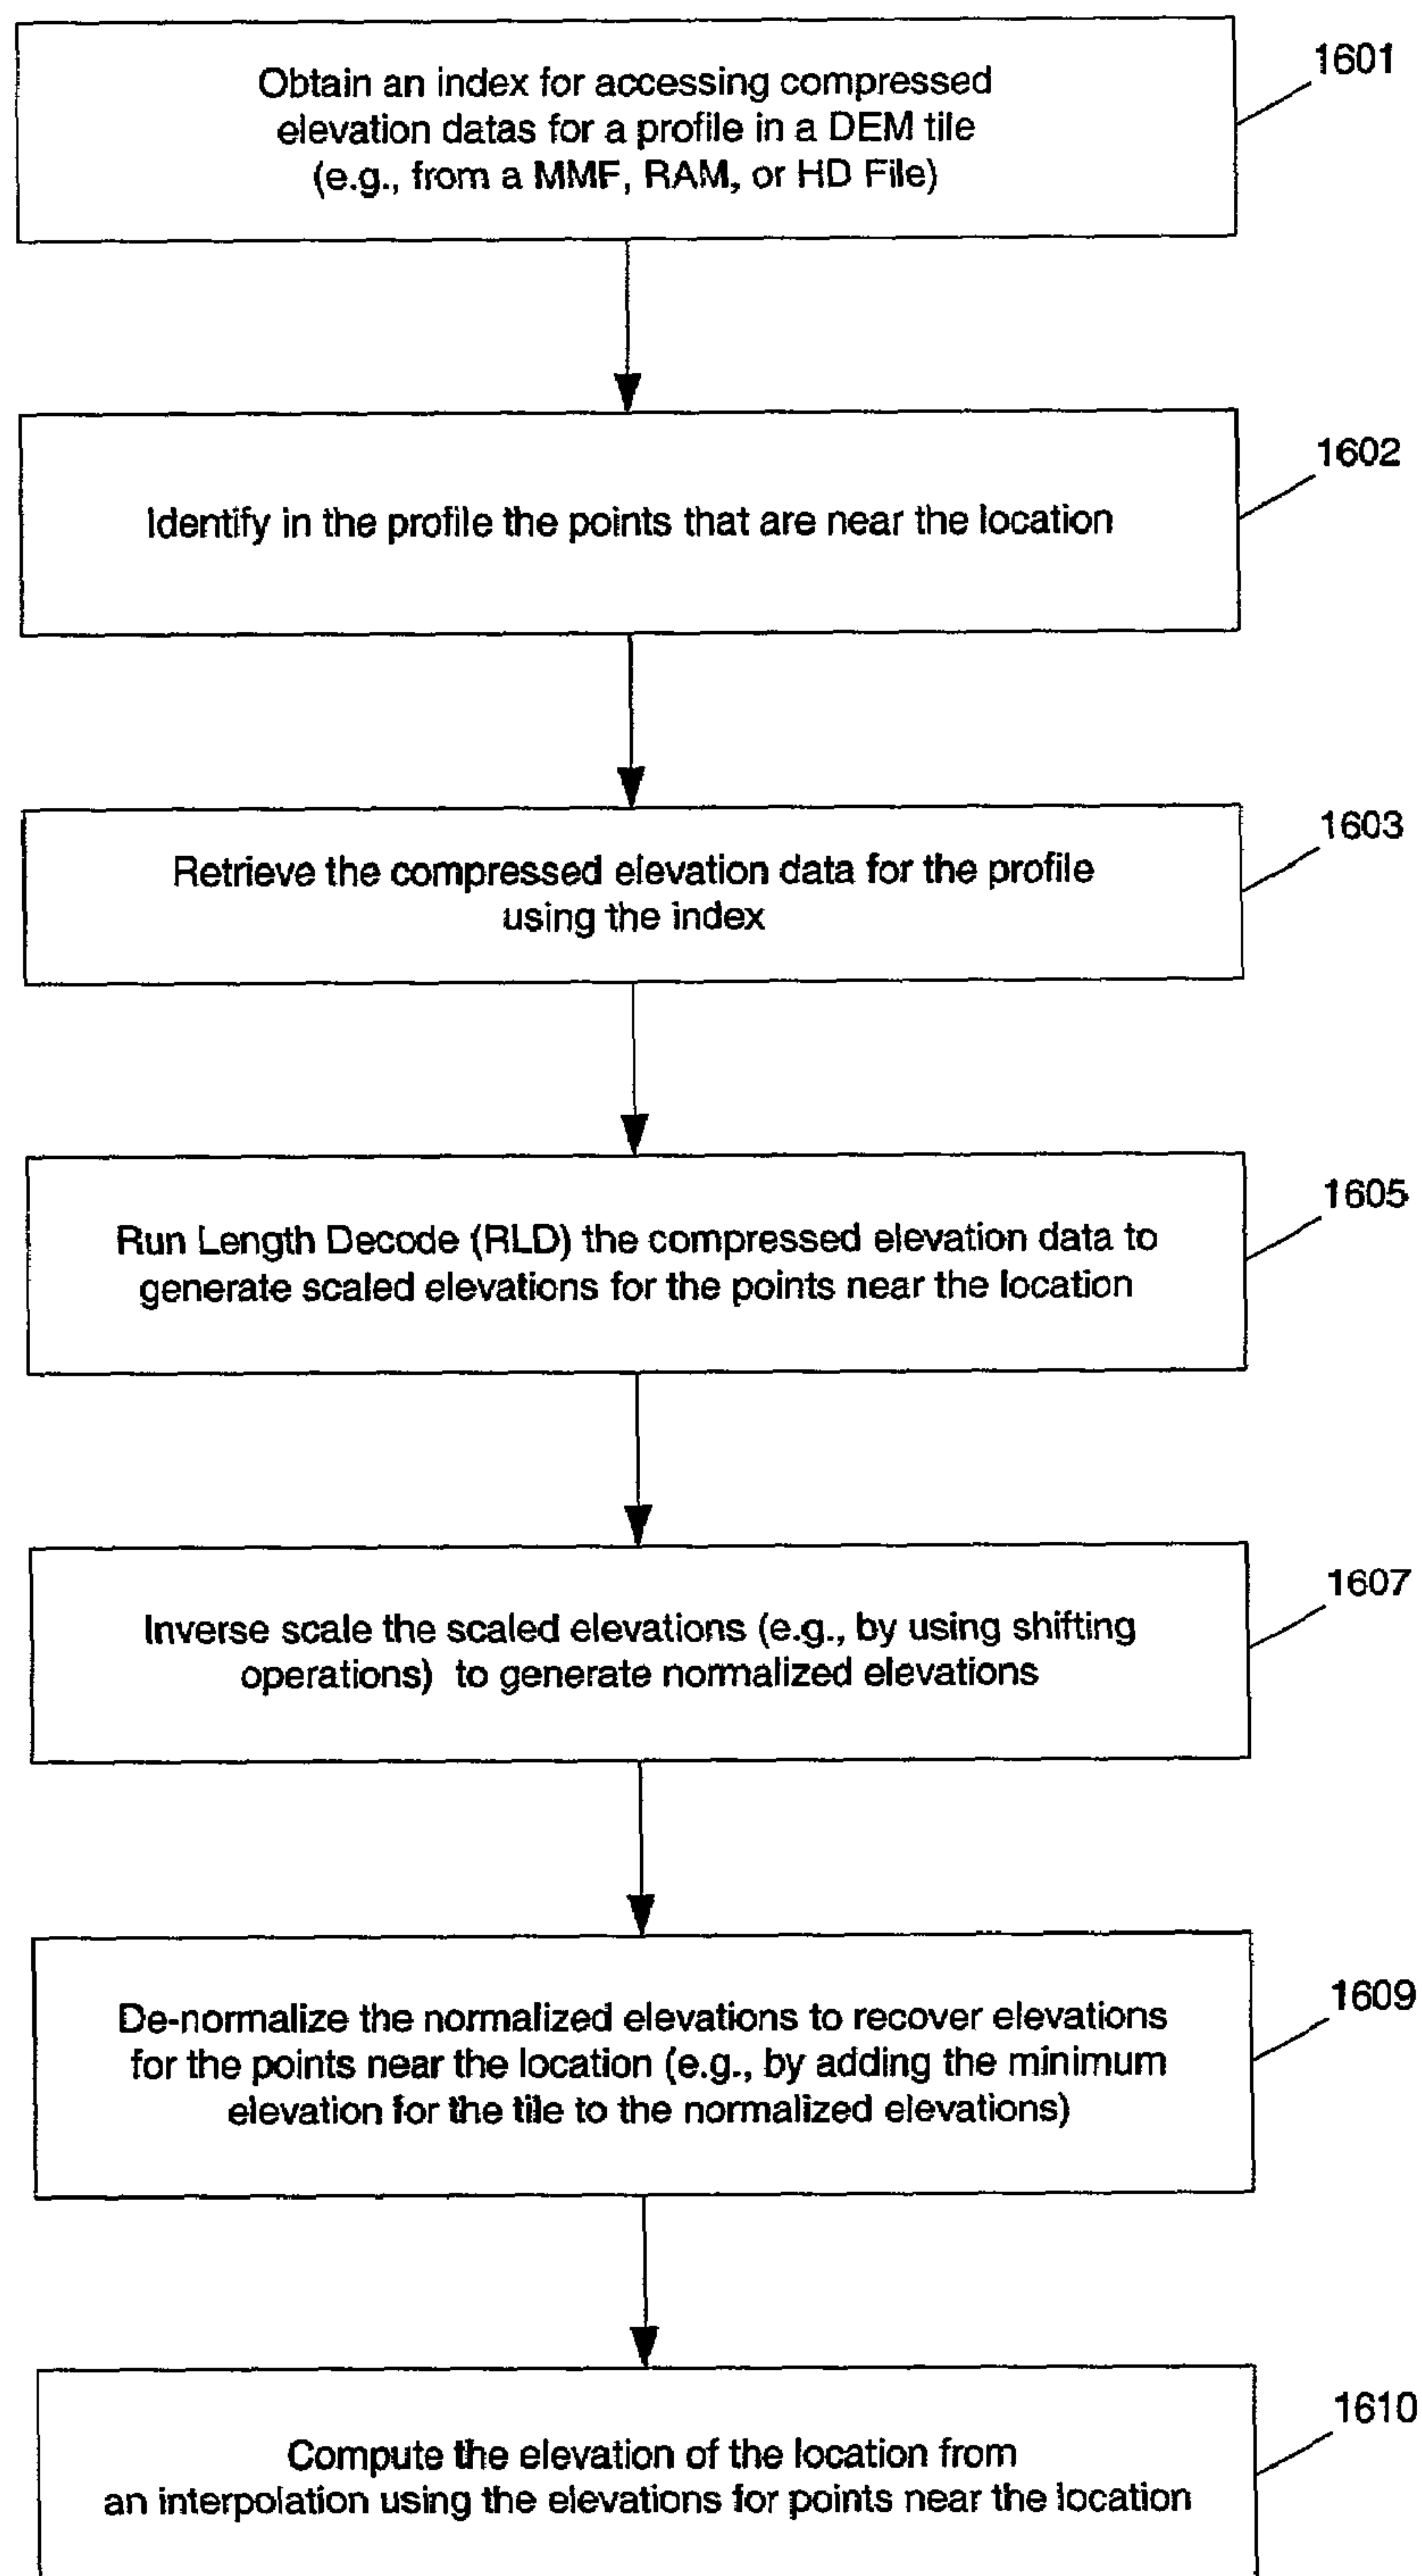 Obtain an index for accessing compressed
elevation datas for a profile in a DEM tile
(e.g., from a MMF, RAM, or HD File)
1601
Identify in the profile the points that are near the location
1602
Retrieve the compressed elevation data for the profile
using the index
1603
Run Length Decode (RLD) the compressed elevation data to
generate scaled elevations for the points near the location
1605
Inverse scale the scaled elevations (e.g., by using shifting
operations) to generate normalized elevations
1607
De-normalize the normalized elevations to recover elevations
for the points near the location (e.g., by adding the minimum
elevation for the tile to the normalized elevations)
1609
Compute the elevation of the location from
an interpolation using the elevations for points near the location
1610